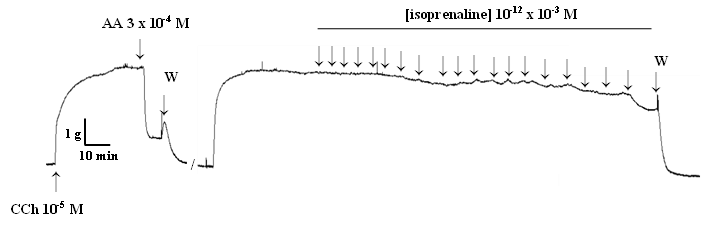 [isoprenaline] 10⁻¹² x 10⁻³ M
AA 3 x 10⁻⁴ M
W
W
1 g
10 min
/
CCh 10⁻⁵ M